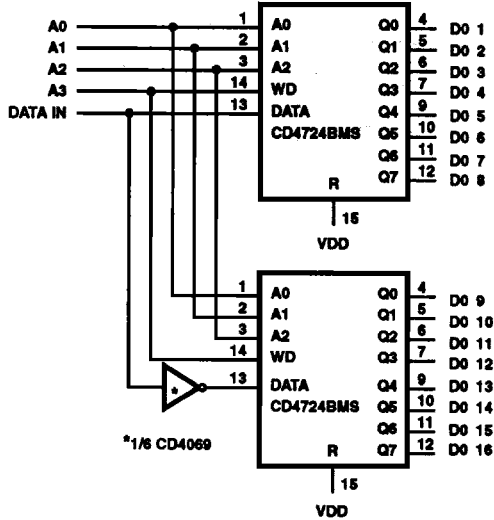 A0 1 A0 Q0 4 D0 1
A1 2 A1 Q1 5 D0 2
A2 3 A2 Q2 6 D0 3
A3 14 WD Q3 7 D0 4
DATA IN 13 DATA Q4 9 D0 5
CD4724BMS Q5 10 D0 6
Q6 11 D0 7
Q7 12 D0 8
R
15
VDD
1 A0 Q0 4 D0 9
2 A1 Q1 5 D0 10
3 A2 Q2 6 D0 11
14 WD Q3 7 D0 12
* 13 DATA Q4 9 D0 13
CD4724BMS Q5 10 D0 14
*1/6 CD4069 Q6 11 D0 15
R Q7 12 D0 16
15
VDD